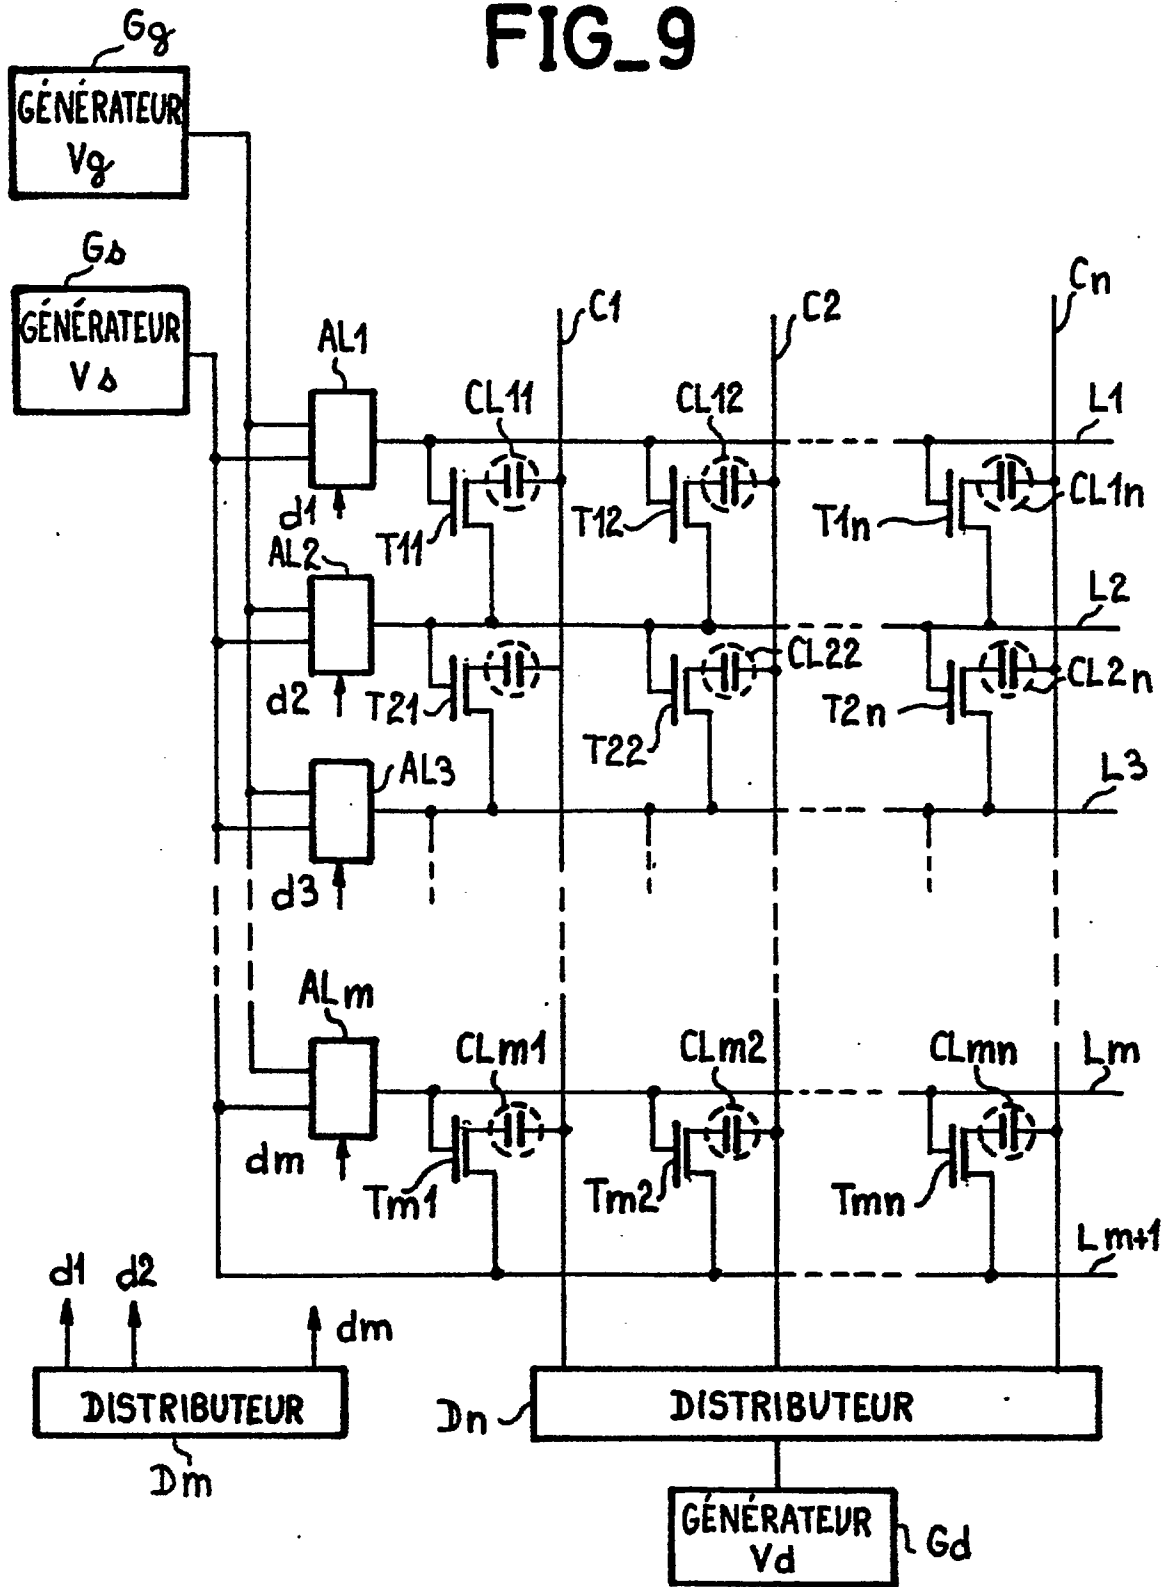 FIG_9
Gg
GÉNÉRATEUR
Vg
Gs
GÉNÉRATEUR
Vs
C1
C2
Cn
AL1
CL11
CL12
L1
CL1n
d1
T11
T12
T1n
AL2
L2
CL22
CL2n
d2
T21
T22
T2n
AL3
L3
d3
ALm
CLm1
CLm2
CLmn
Lm
dm
Tm1
Tm2
Tmn
Lm+1
d1
d2
dm
DISTRIBUTEUR
Dm
Dn
DISTRIBUTEUR
GÉNÉRATEUR
Vd
Gd